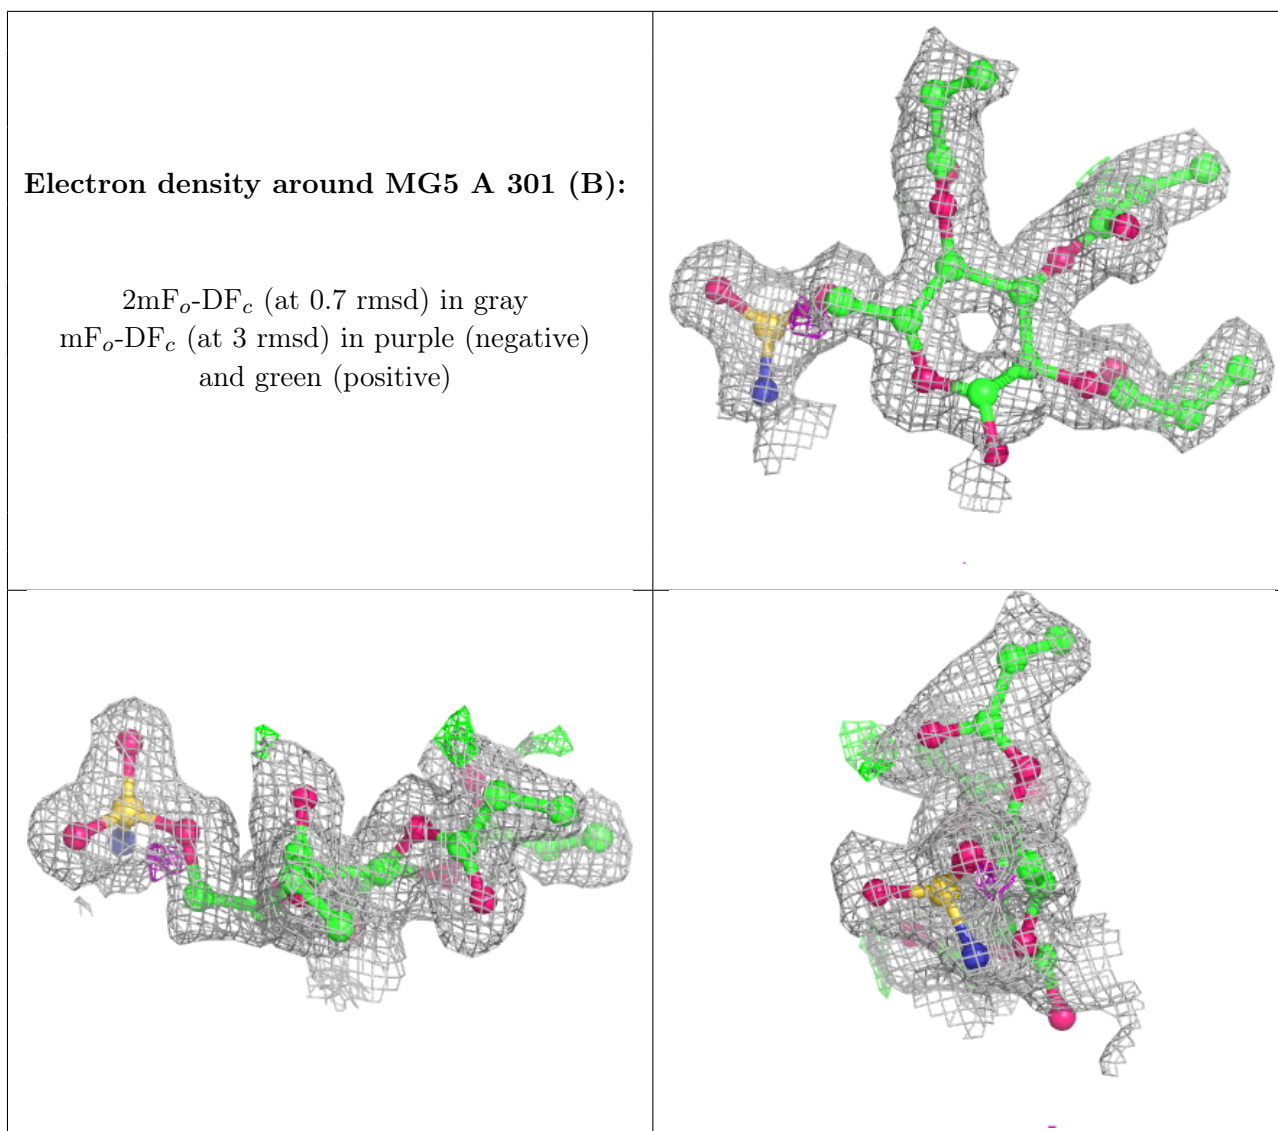 Electron density around MG5 A 301 (B):
2mFo-DFc (at 0.7 rmsd) in gray
mFo-DFc (at 3 rmsd) in purple (negative)
and green (positive)